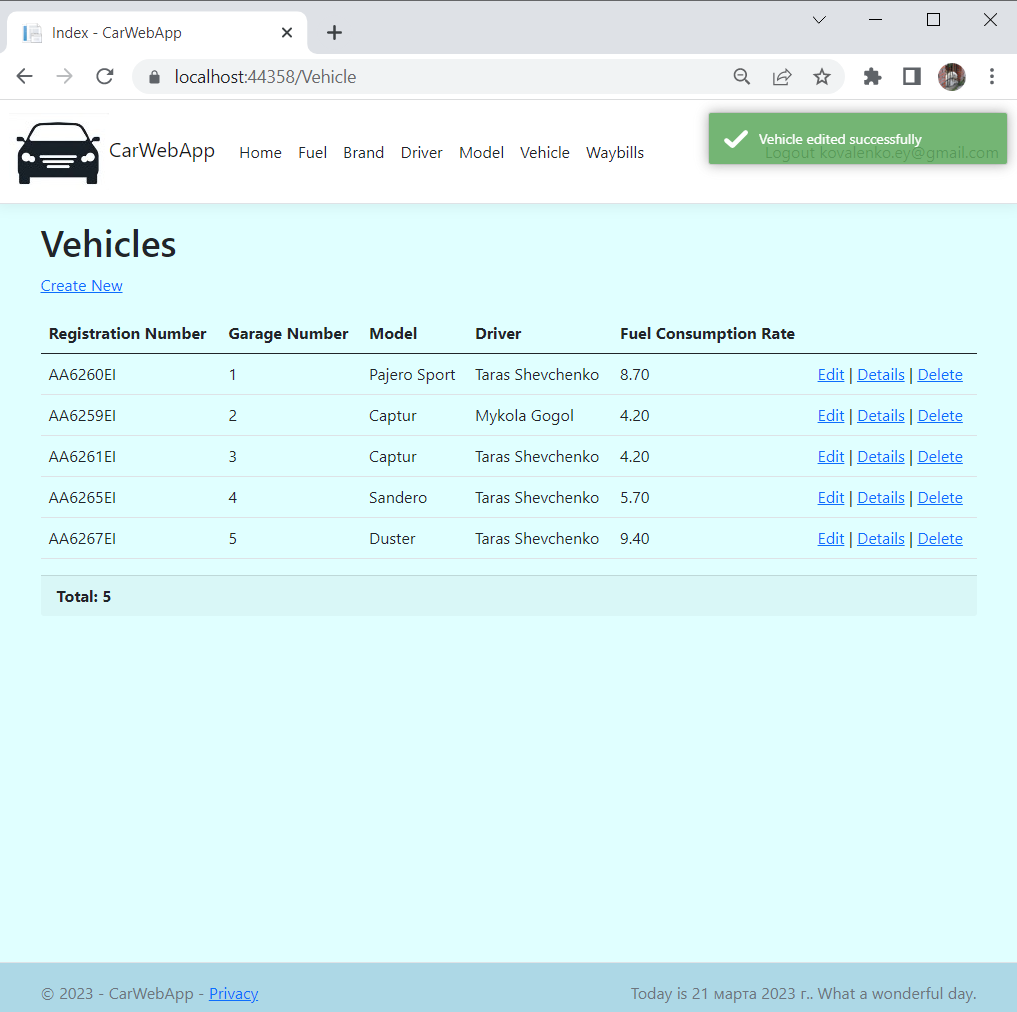 Index - CarWebApp
localhost:44358/Vehicle
CarWebApp Home Fuel Brand Driver Model Vehicle Waybills
Vehicle edited successfully
Logout kovalenko.ey@gmail.com
Vehicles
Create New
Registration Number Garage Number Model Driver Fuel Consumption Rate
AA6260EI 1 Pajero Sport Taras Shevchenko 8.70 Edit | Details | Delete
AA6259EI 2 Captur Mykola Gogol 4.20 Edit | Details | Delete
AA6261EI 3 Captur Taras Shevchenko 4.20 Edit | Details | Delete
AA6265EI 4 Sandero Taras Shevchenko 5.70 Edit | Details | Delete
AA6267EI 5 Duster Taras Shevchenko 9.40 Edit | Details | Delete
Total: 5
© 2023 - CarWebApp - Privacy Today is 21 марта 2023 г.. What a wonderful day.